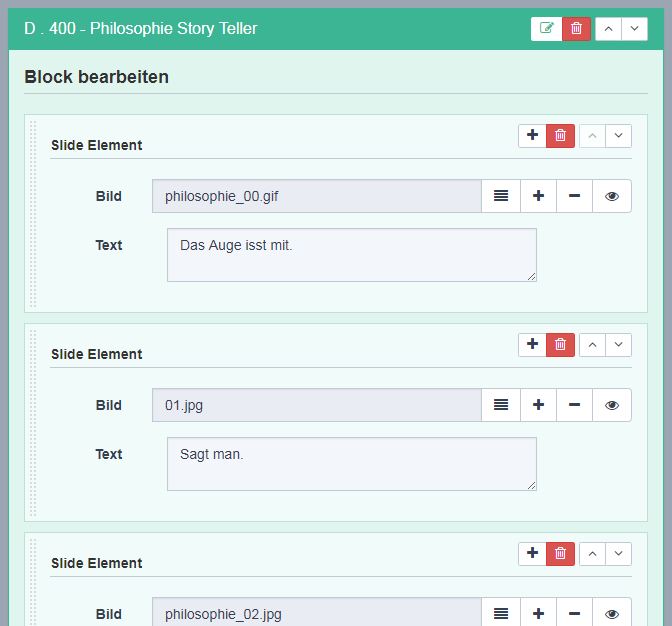 D . 400 - Philosophie Story Teller
Block bearbeiten
Slide Element
Bild philosophie_00.gif
Text Das Auge isst mit.
Slide Element
Bild 01.jpg
Text Sagt man.
Slide Element
Bild philosophie_02.jpg